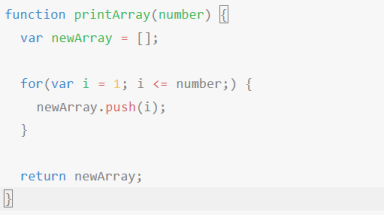 function printArray(number) {
  var newArray = [];
  for(var i = 1; i <= number;) {
    newArray.push(i);
  }
  return newArray;
}